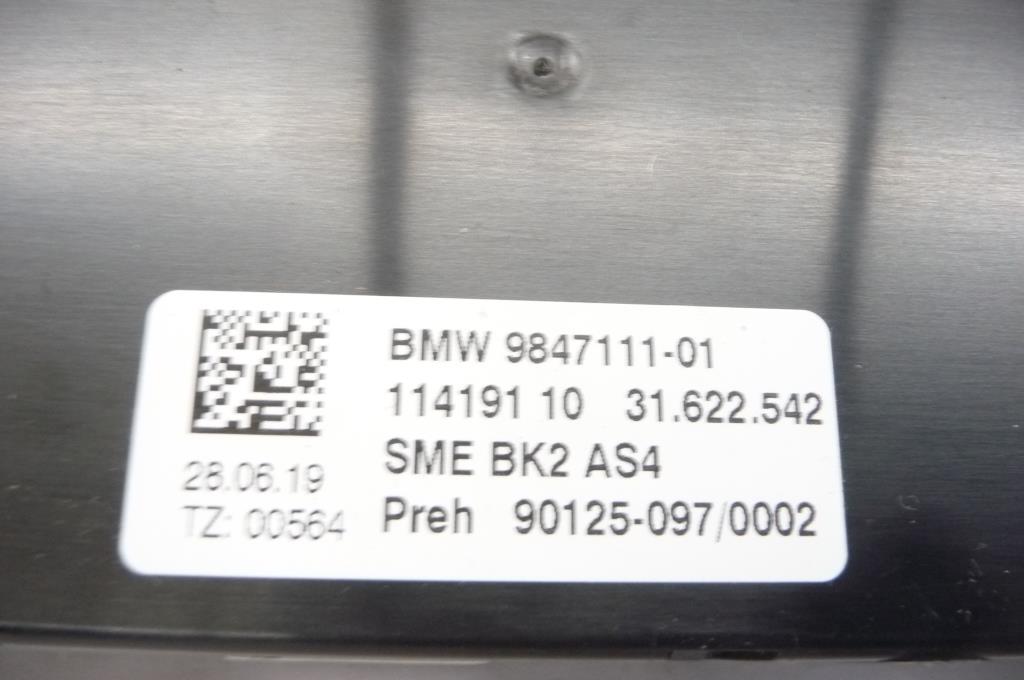 BMW 9847111-01
114191 10 31.622.542
SME BK2 AS4
Preh 90125-097/0002
28.06.19
TZ: 00564